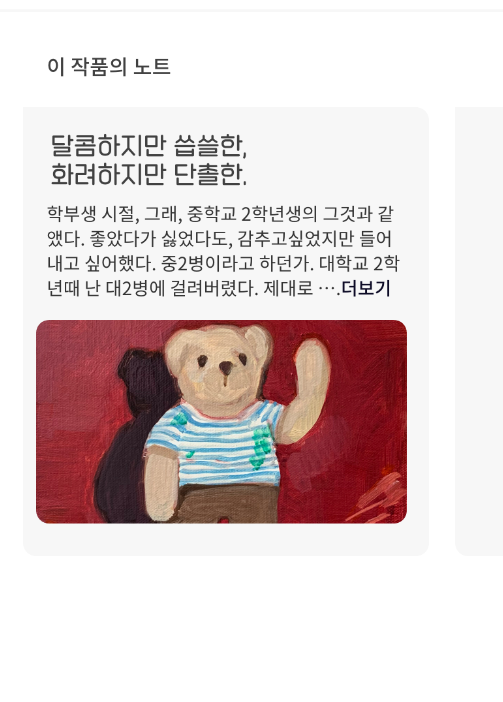 이 작품의 노트
달콤하지만 씁쓸한,
화려하지만 단촐한.
학부생 시절, 그래, 중학교 2학년생의 그것과 같
앴다. 좋았다가 싫었다도, 감추고싶었지만 들어
내고 싶어했다. 중2병이라고 하던가. 대학교 2학
년때 난 대2병에 걸려버렸다. 제대로 ….더보기